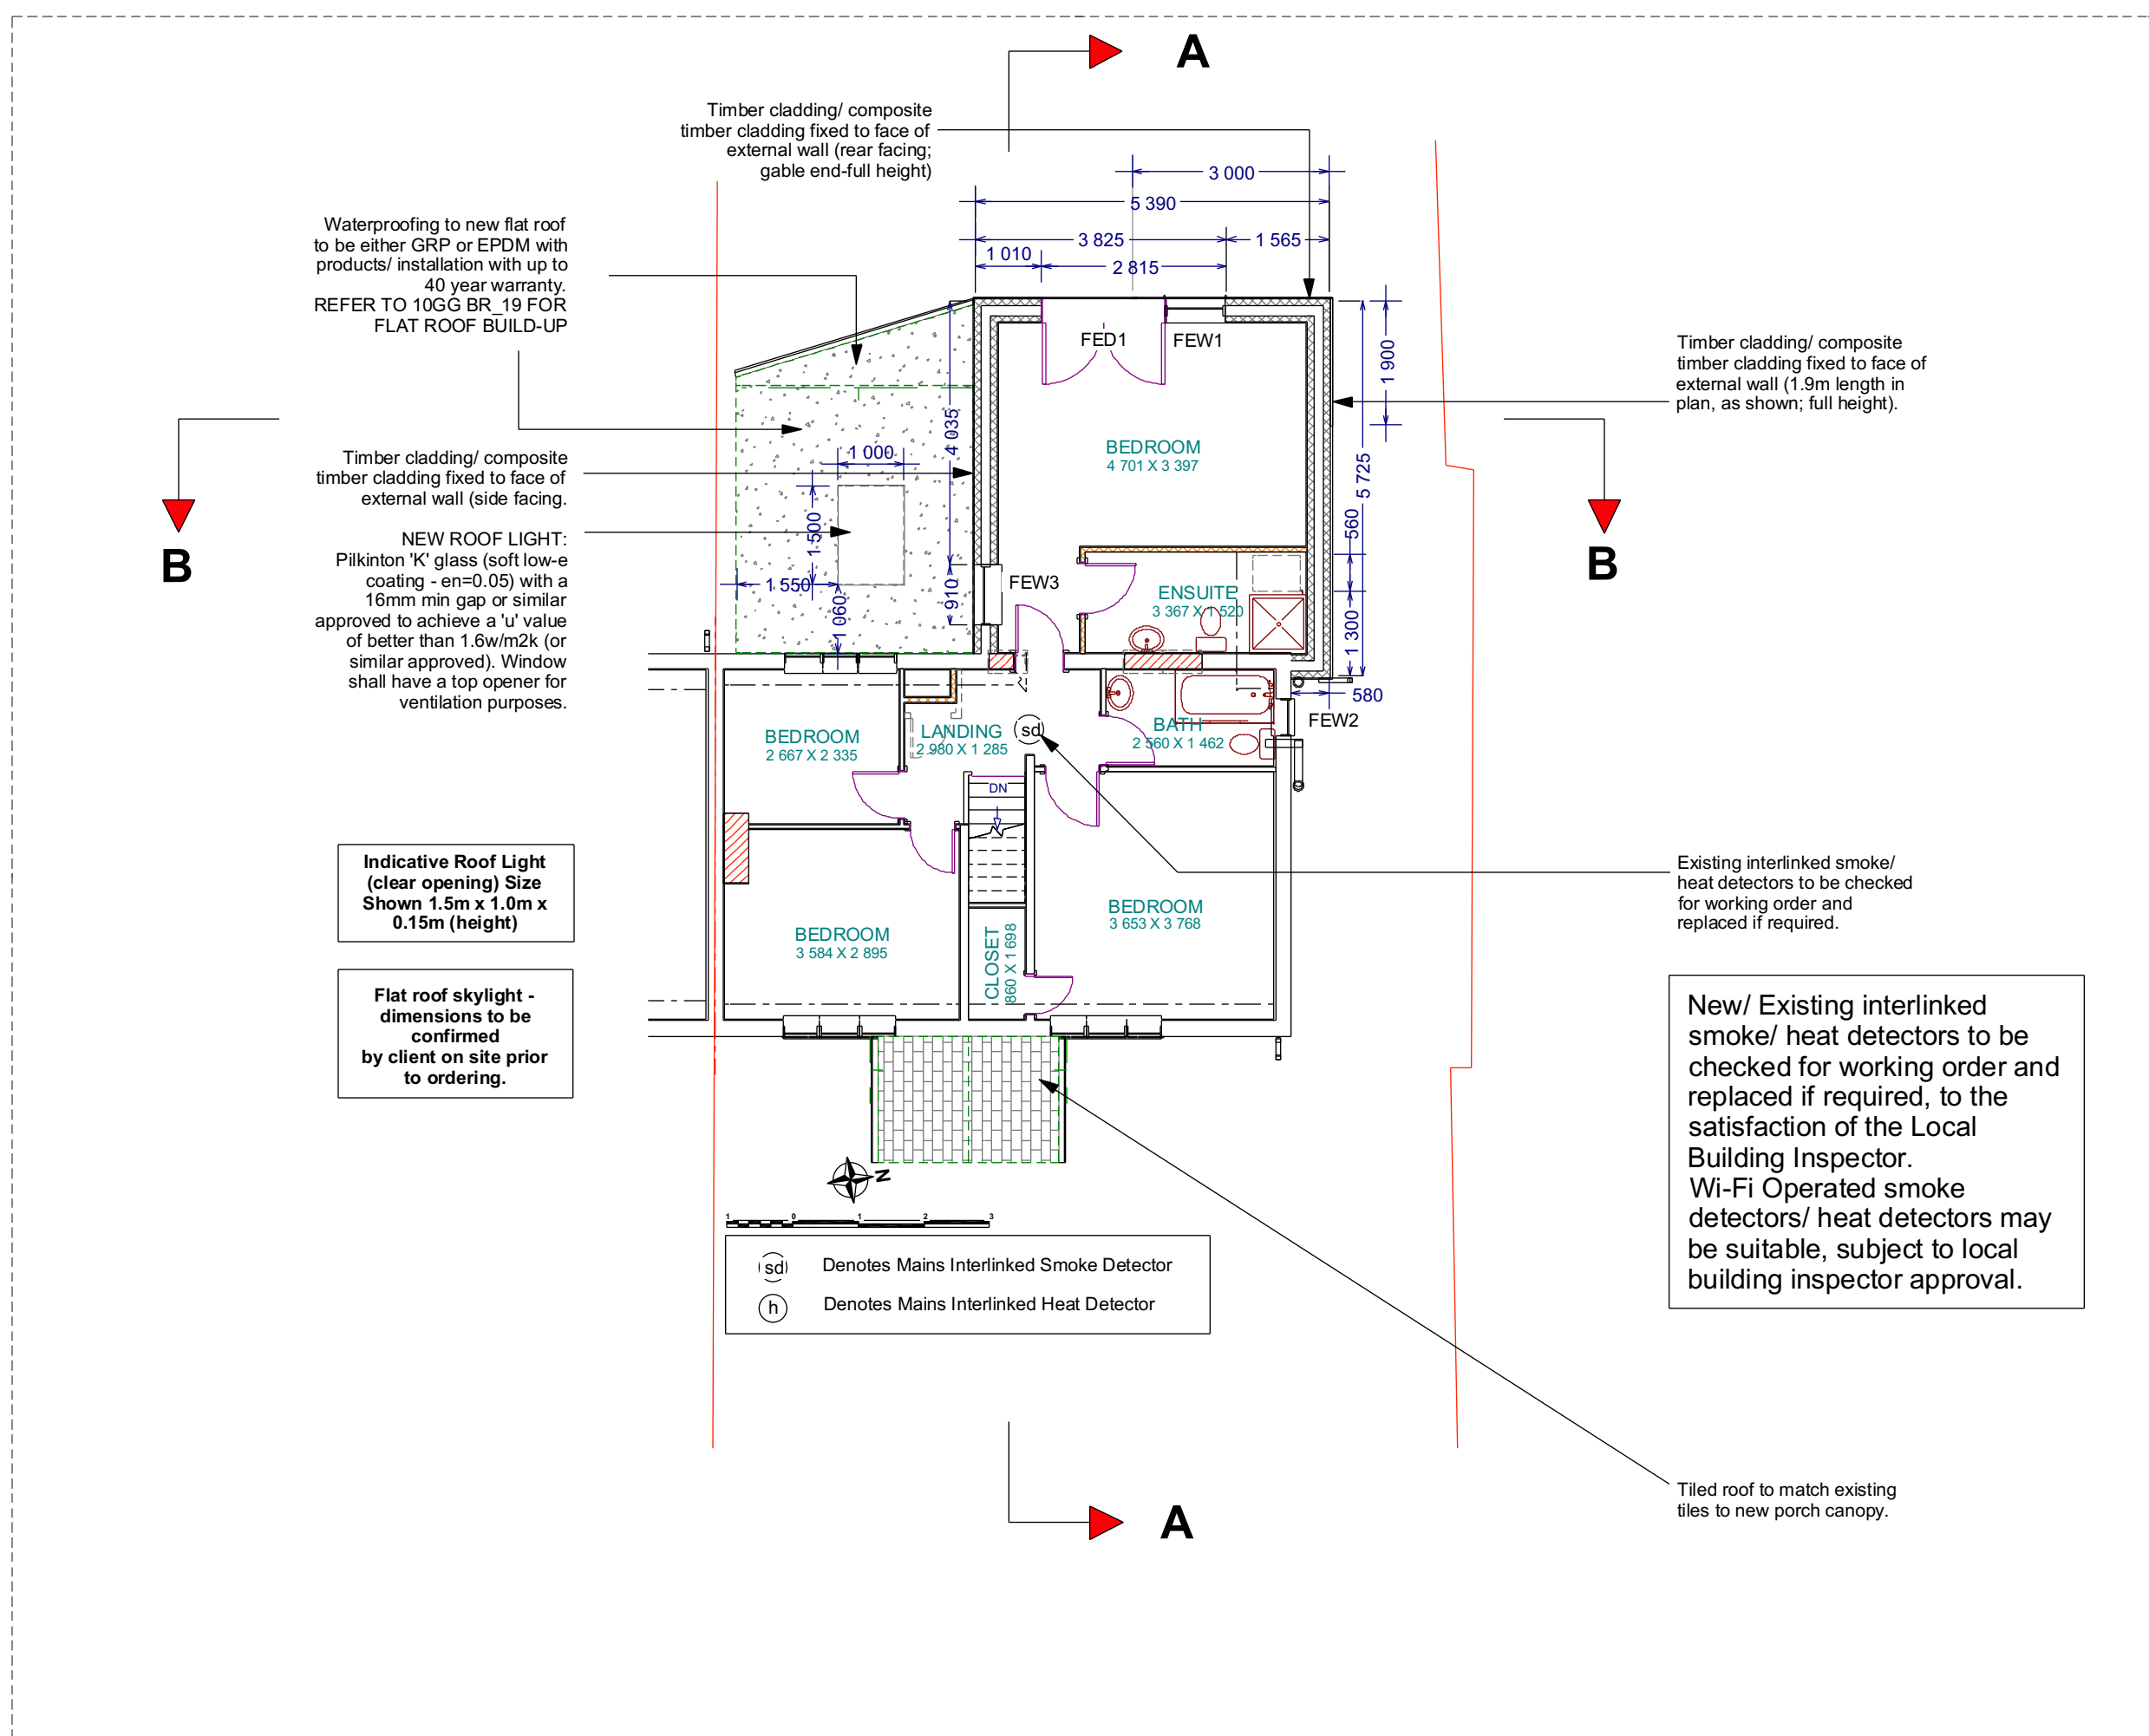 A
Timber cladding/ composite
timber cladding fixed to face of
external wall (rear facing;
gable end-full height)
3 000
5 390
3 825
1 565
1 010
2 815
Waterproofing to new flat roof
to be either GRP or EPDM with
products/ installation with up to
40 year warranty.
REFER TO 10GG BR_19 FOR
FLAT ROOF BUILD-UP
FED1
FEW1
1 900
Timber cladding/ composite
timber cladding fixed to face of
external wall (1.9m length in
plan, as shown; full height).
4 035
BEDROOM
4 701 X 3 397
5 725
Timber cladding/ composite
timber cladding fixed to face of
external wall (side facing.
1 000
1 500
560
B
B
NEW ROOF LIGHT:
Pilkinton 'K' glass (soft low-e
coating - en=0.05) with a
16mm min gap or similar
approved to achieve a 'u' value
of better than 1.6w/m2k (or
similar approved). Window
shall have a top opener for
ventilation purposes.
1 550
1 060
910
FEW3
ENSUITE
3 367 X 1 520
1 300
580
FEW2
BEDROOM
2 667 X 2 335
LANDING
2 980 X 1 285
sd
BATH
2 560 X 1 462
DN
Indicative Roof Light
(clear opening) Size
Shown 1.5m x 1.0m x
0.15m (height)
Existing interlinked smoke/
heat detectors to be checked
for working order and
replaced if required.
BEDROOM
3 584 X 2 895
CLOSET
860 X 1 698
BEDROOM
3 653 X 3 768
Flat roof skylight -
dimensions to be
confirmed
by client on site prior
to ordering.
New/ Existing interlinked
smoke/ heat detectors to be
checked for working order and
replaced if required, to the
satisfaction of the Local
Building Inspector.
Wi-Fi Operated smoke
detectors/ heat detectors may
be suitable, subject to local
building inspector approval.
N
1 0 1 2 3
sd Denotes Mains Interlinked Smoke Detector
h Denotes Mains Interlinked Heat Detector
Tiled roof to match existing
tiles to new porch canopy.
A